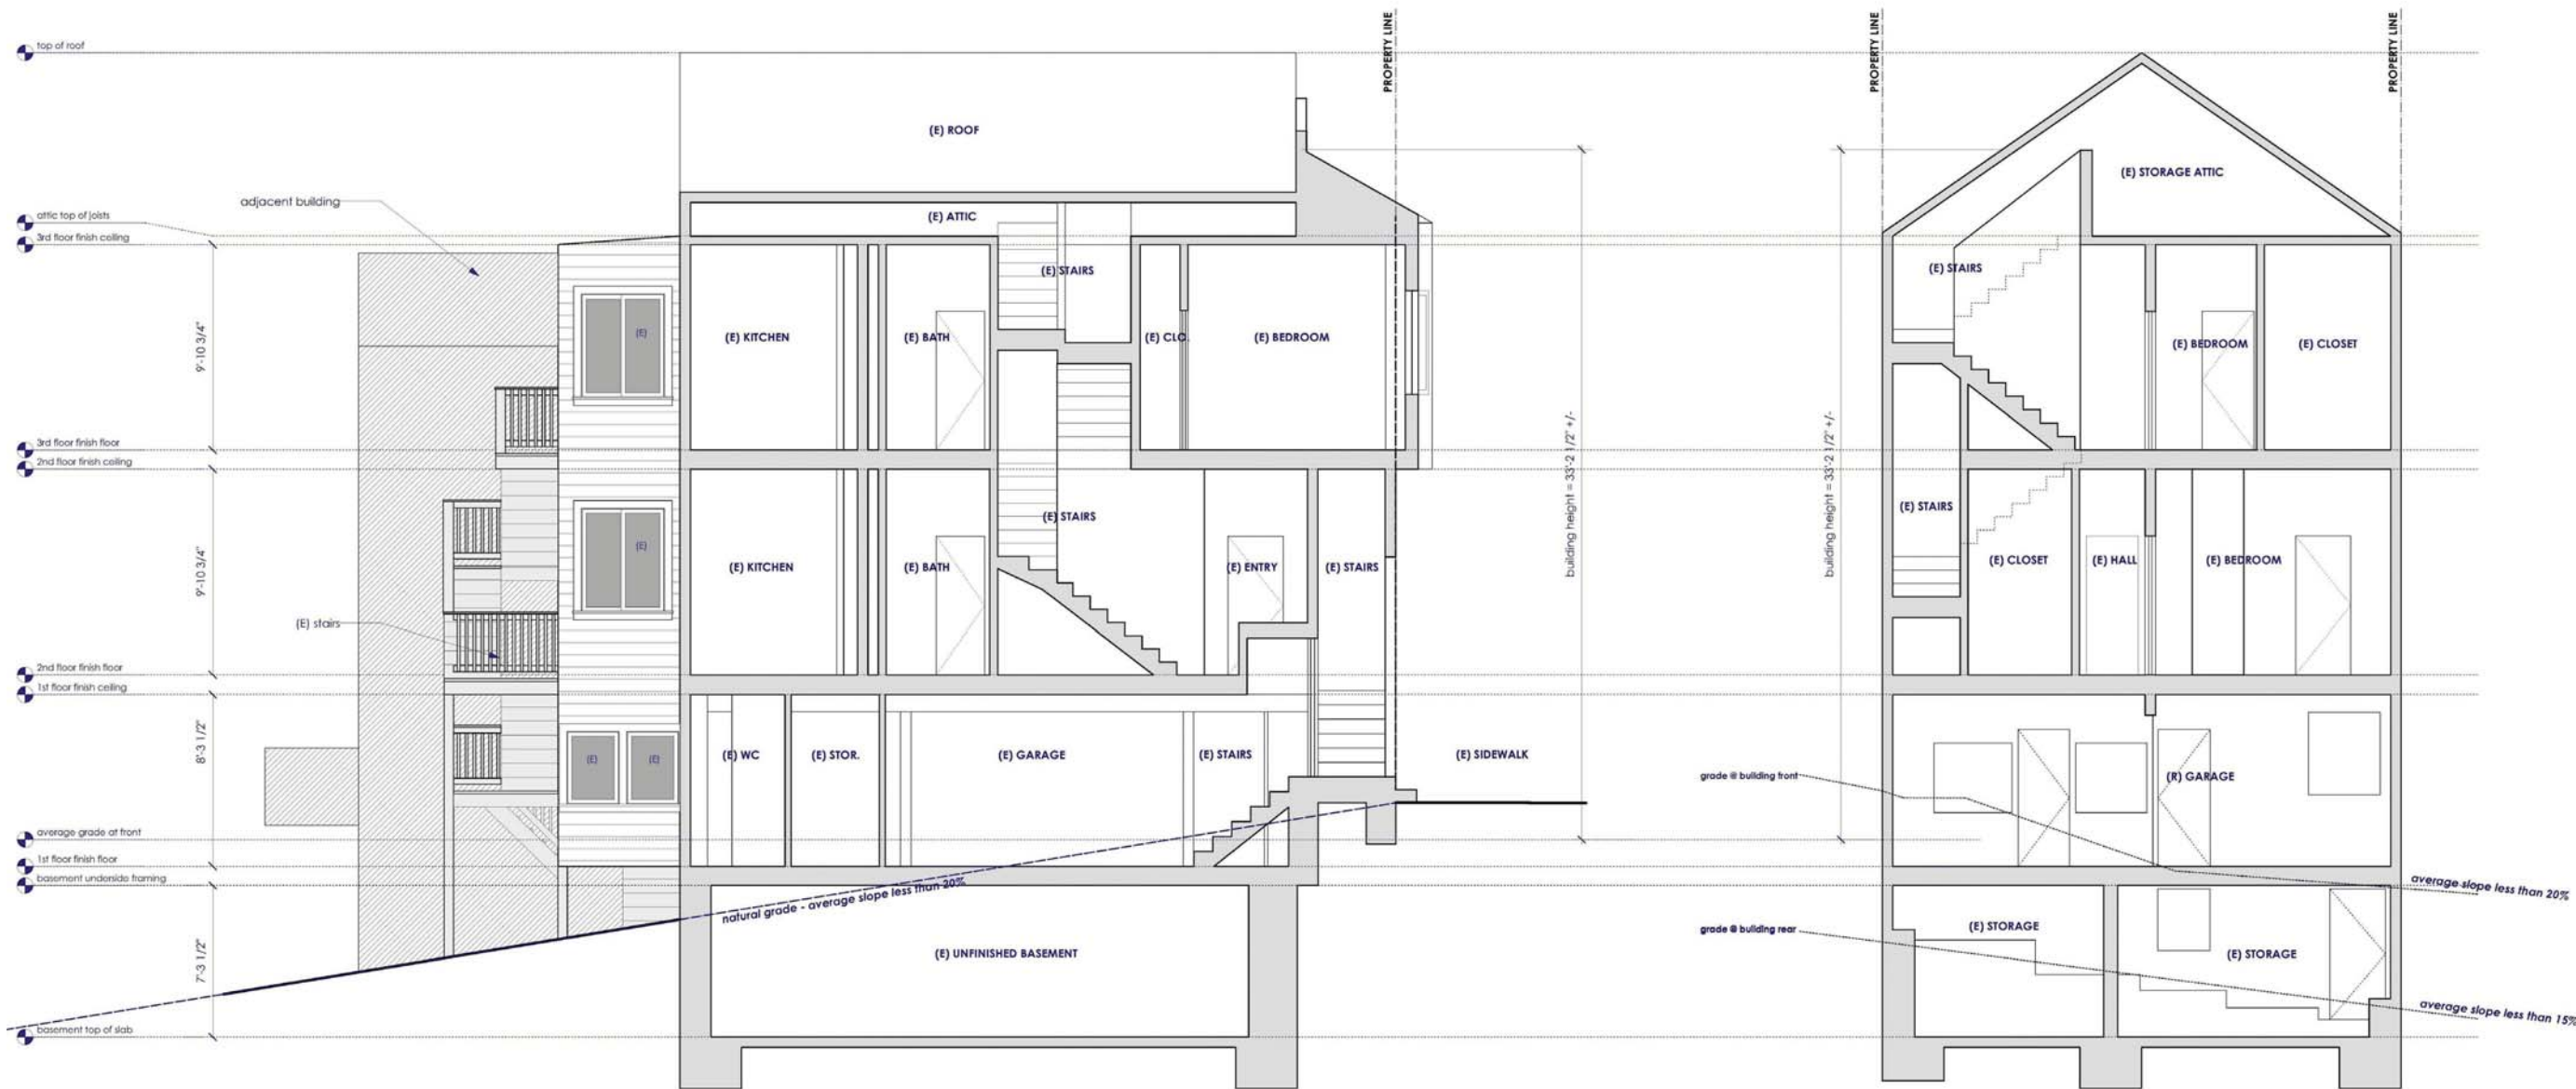 top of roof
attic top of joists
3rd floor finish ceiling
3rd floor finish floor
2nd floor finish ceiling
2nd floor finish floor
1st floor finish ceiling
average grade at front
1st floor finish floor
basement underside framing
basement top of slab
9'-10 3/4"
9'-10 3/4"
8'-3 1/2"
7'-3 1/2"
adjacent building
(E) stairs
(E)
(E)
(E)
(E)
(E) ROOF
(E) ATTIC
(E) KITCHEN
(E) BATH
(E) STAIRS
(E) CLO.
(E) BEDROOM
(E) KITCHEN
(E) BATH
(E) STAIRS
(E) ENTRY
(E) STAIRS
(E) WC
(E) STOR.
(E) GARAGE
(E) STAIRS
(E) SIDEWALK
natural grade - average slope less than 20%
(E) UNFINISHED BASEMENT
PROPERTY LINE
building height = 33'-2 1/2" +/-
building height = 33'-2 1/2" +/-
PROPERTY LINE
PROPERTY LINE
(E) STORAGE ATTIC
(E) STAIRS
(E) BEDROOM
(E) CLOSET
(E) STAIRS
(E) CLOSET
(E) HALL
(E) BEDROOM
(R) GARAGE
grade @ building front
average slope less than 20%
(E) STORAGE
grade @ building rear
(E) STORAGE
average slope less than 15%